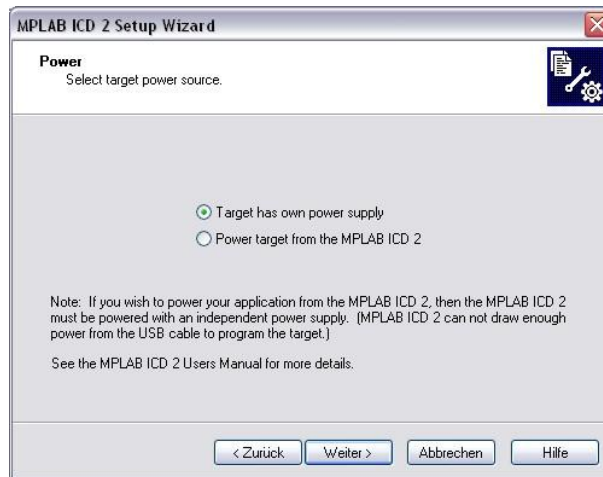 MPLAB ICD 2 Setup Wizard
Power
Select target power source.
Target has own power supply
Power target from the MPLAB ICD 2
Note: If you wish to power your application from the MPLAB ICD 2, then the MPLAB ICD 2
must be powered with an independent power supply. (MPLAB ICD 2 can not draw enough
power from the USB cable to program the target.)
See the MPLAB ICD 2 Users Manual for more details.
< Zurück Weiter > Abbrechen Hilfe